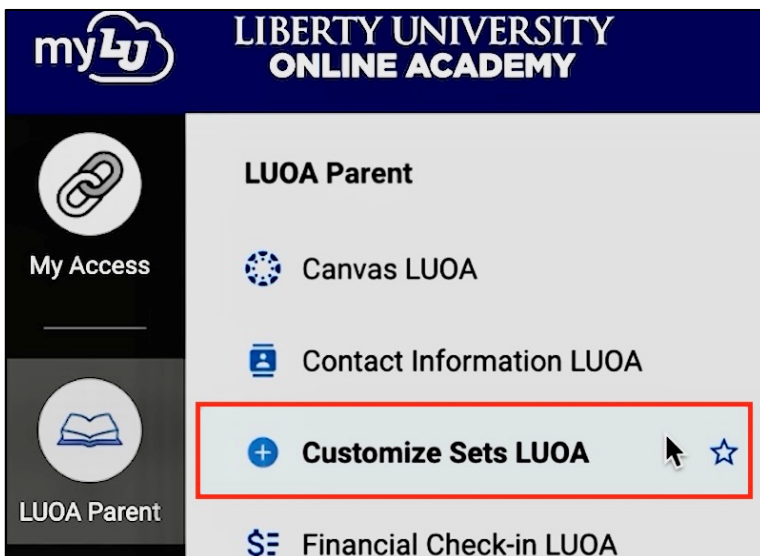 myLU
LIBERTY UNIVERSITY
ONLINE ACADEMY
My Access
LUOA Parent
LUOA Parent
Canvas LUOA
Contact Information LUOA
Customize Sets LUOA
Financial Check-in LUOA